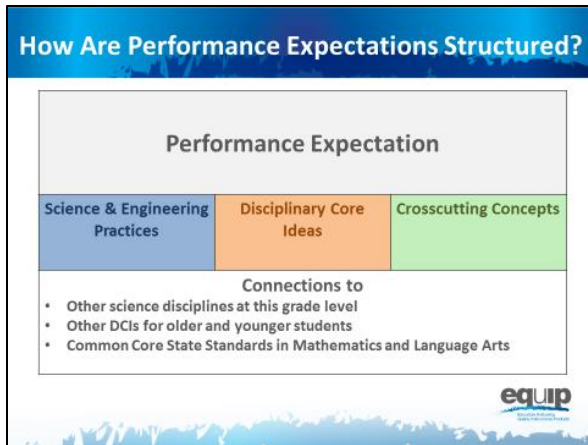 How Are Performance Expectations Structured?
Performance Expectation
Science & Engineering
Practices
Disciplinary Core
Ideas
Crosscutting Concepts
Connections to
• Other science disciplines at this grade level
• Other DCIs for older and younger students
• Common Core State Standards in Mathematics and Language Arts
equip